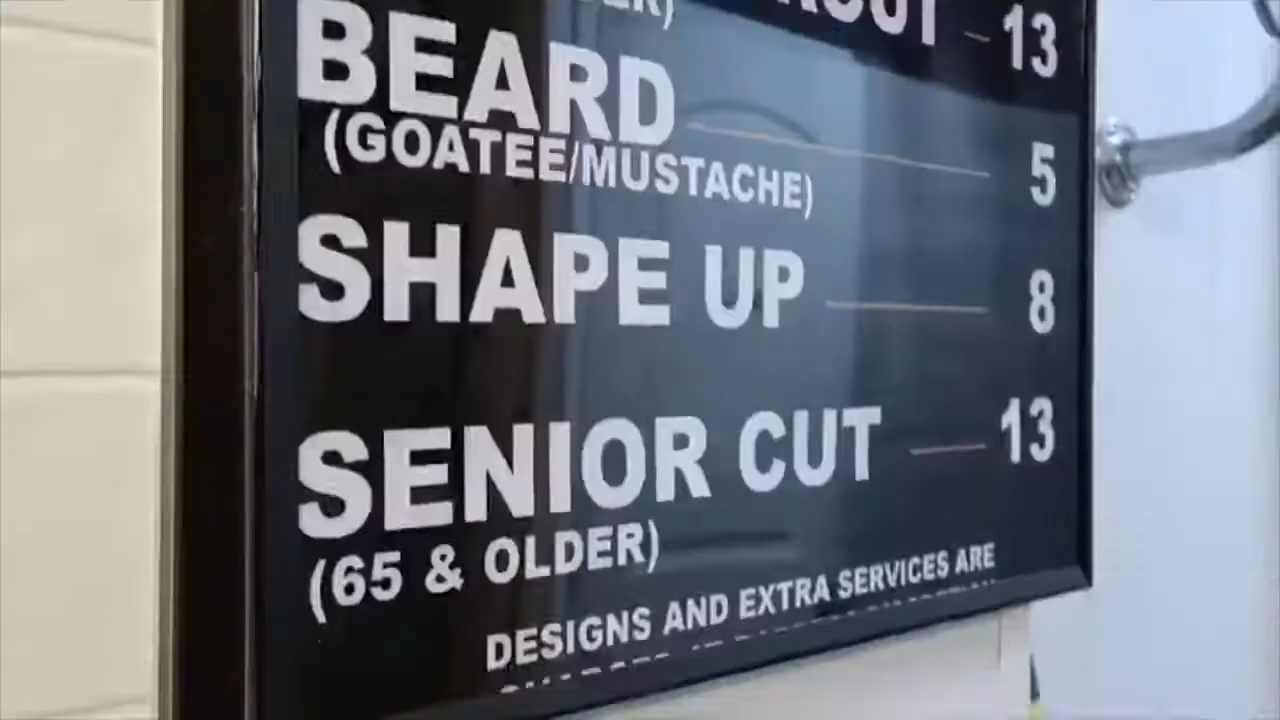 13
BEARD 5
(GOATEE/MUSTACHE)
SHAPE UP 8
SENIOR CUT 13
(65 & OLDER)
DESIGNS AND EXTRA SERVICES ARE